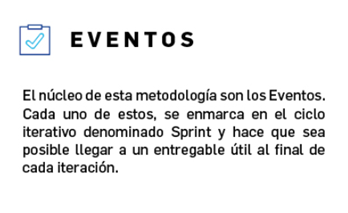 EVENTOS
El núcleo de esta metodología son los Eventos.
Cada uno de estos, se enmarca en el ciclo
iterativo denominado Sprint y hace que sea
posible llegar a un entregable útil al final de
cada iteración.